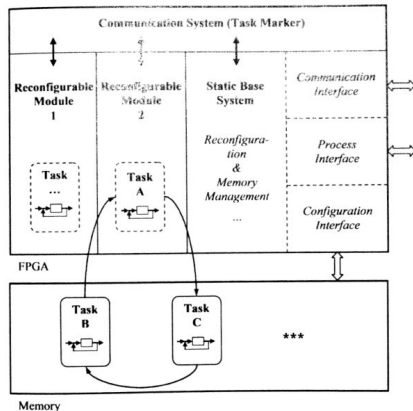 Communication System (Task Marker)
Reconfigurable
Module
1
Reconfigurable
Module
2
Static Base
System
Communication
Interface
Reconfigura-
tion
&
Memory
Management
...
Process
Interface
Configuration
Interface
Task
...
Task
A
FPGA
Task
B
Task
C
***
Memory